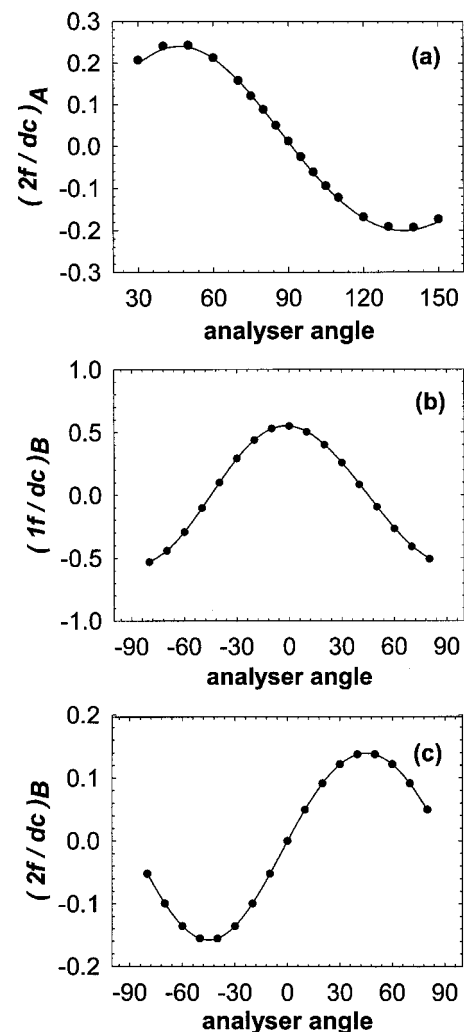 (a)
0.3
0.2
0.1
0.0
-0.1
-0.2
-0.3
(2f / dc)A
30 60 90 120 150
analyser angle
(b)
1.0
0.5
0.0
-0.5
-1.0
(1f / dc)B
-90 -60 -30 0 30 60 90
analyser angle
(c)
0.2
0.1
0.0
-0.1
-0.2
(2f / dc)B
-90 -60 -30 0 30 60 90
analyser angle